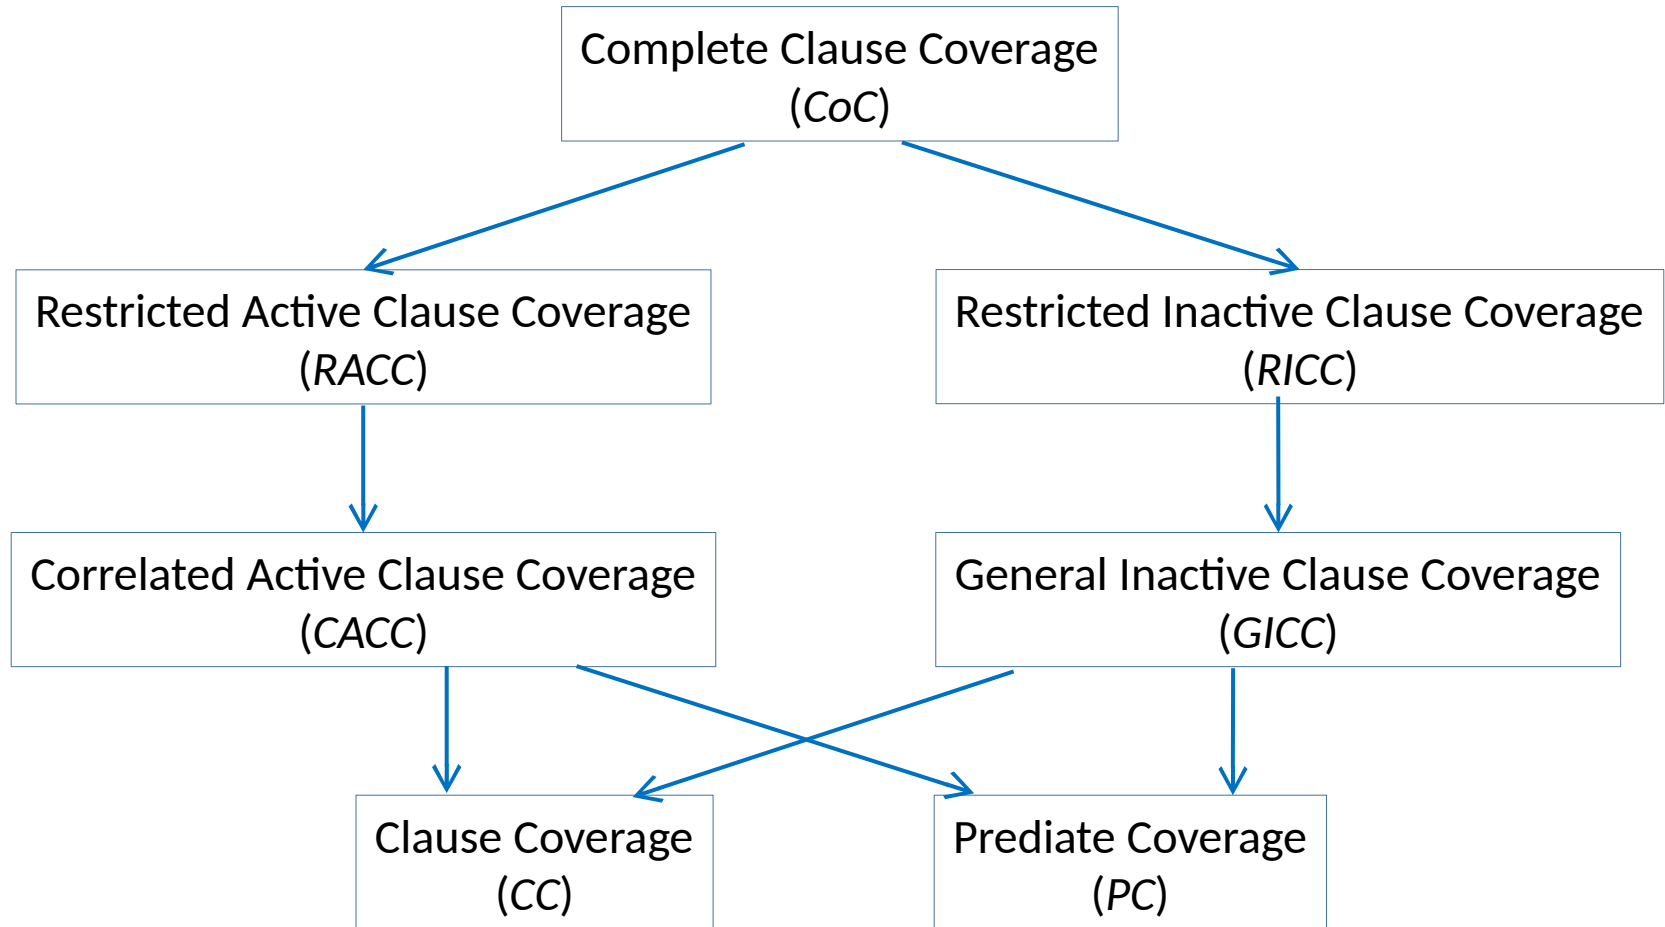 Complete Clause Coverage
(CoC)
Restricted Active Clause Coverage
(RACC)
Restricted Inactive Clause Coverage
(RICC)
Correlated Active Clause Coverage
(CACC)
General Inactive Clause Coverage
(GICC)
Clause Coverage
(CC)
Prediate Coverage
(PC)